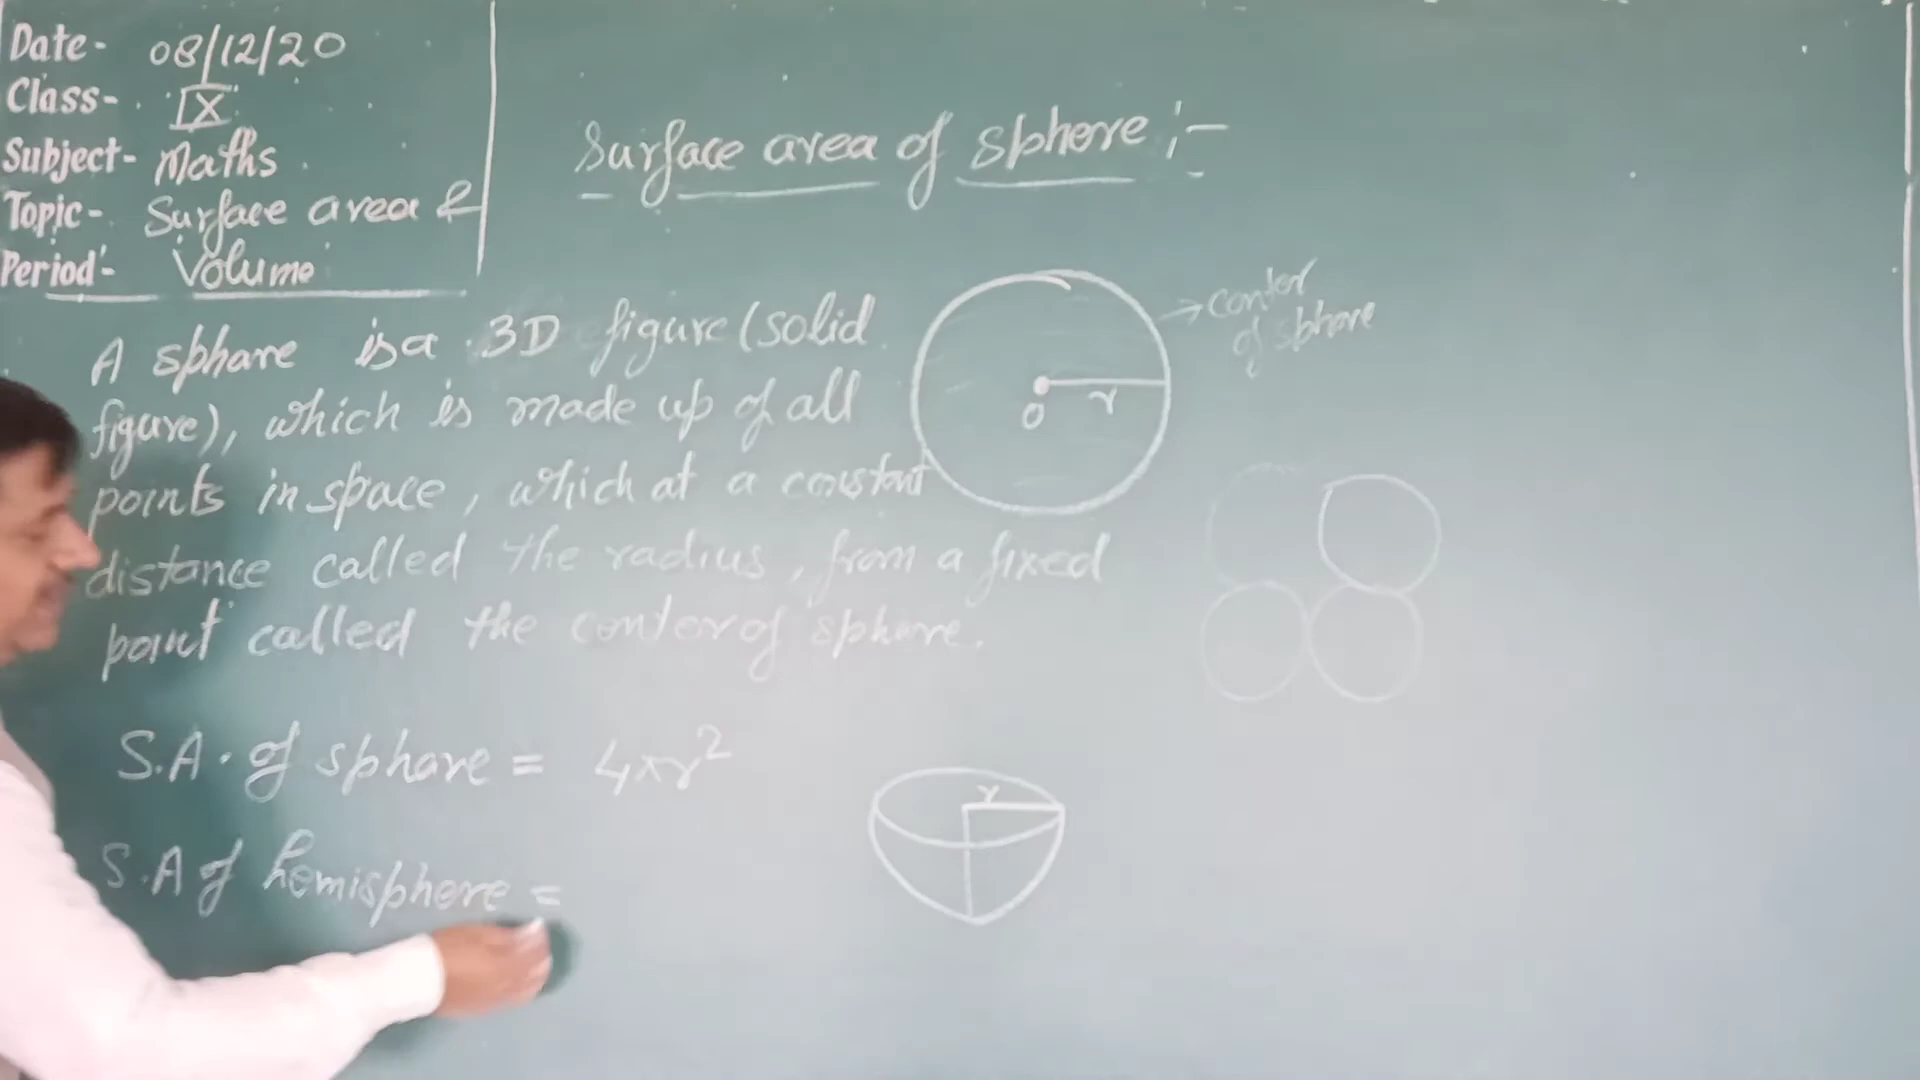 Date- 08/12/20
Class- IX
Subject- Maths
Topic- Surface area &
Period- Volume
Surface area of sphere :-
A sphare is a 3D figure (solid
figure), which is made up of all
points in space, which at a constant
distance called the radius, from a fixed
point called the center of sphare.
→ center
of sphare
O
r
S.A. of sphare = 4πr²
r
S.A of hemisphere =